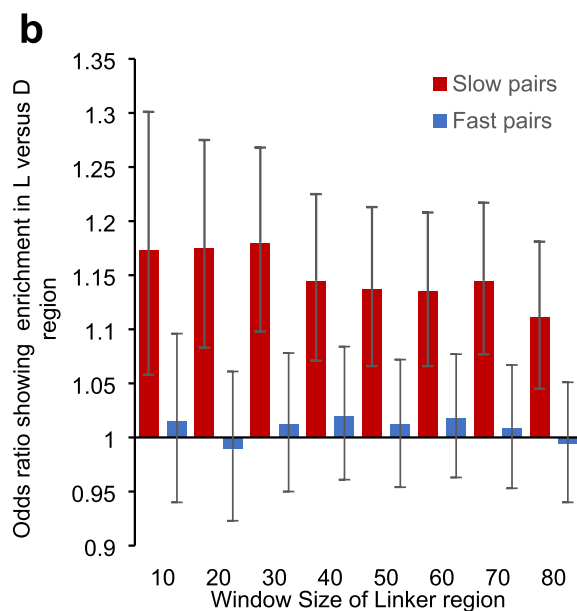 b
Odds ratio showing enrichment in L versus D
region
1.35
1.3
1.25
1.2
1.15
1.1
1.05
1
0.95
0.9
Slow pairs
Fast pairs
10 20 30 40 50 60 70 80
Window Size of Linker region